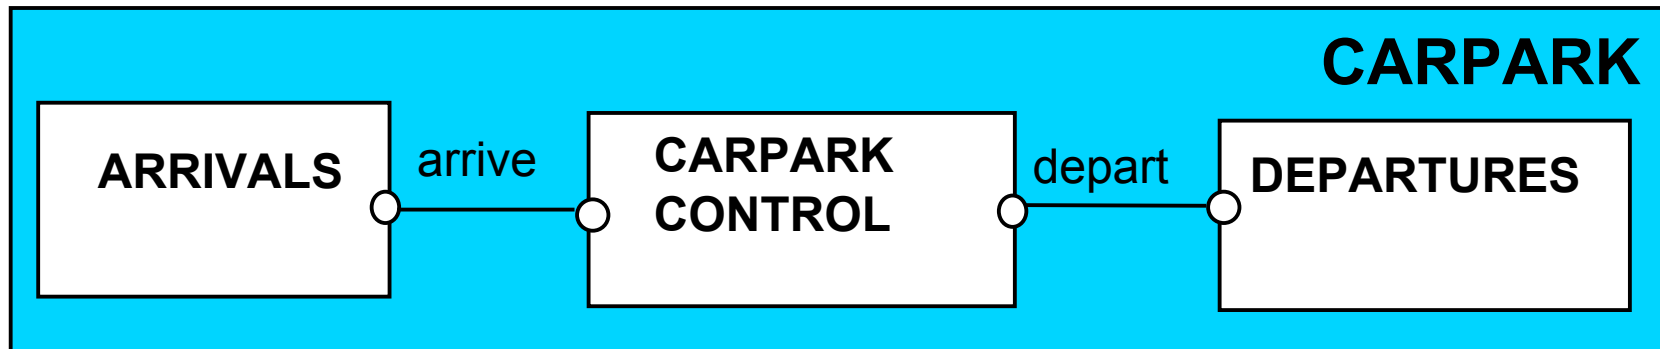 CARPARK
ARRIVALS
arrive
CARPARK
CONTROL
depart
DEPARTURES